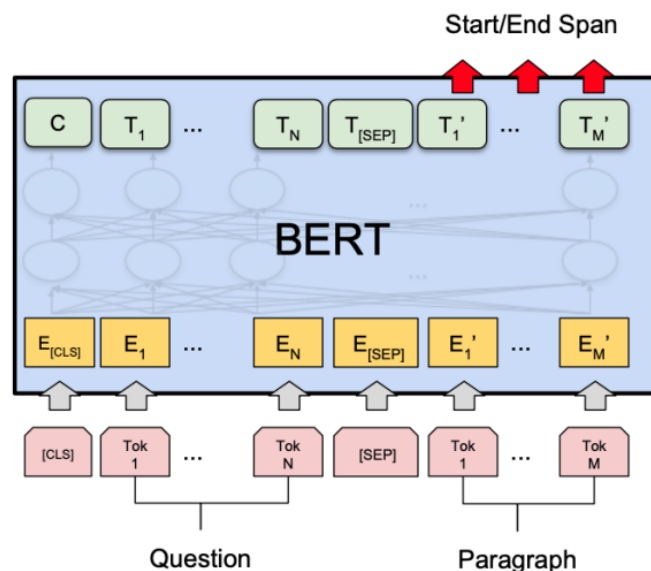 Start/End Span
C T1 ... TN T[SEP] T1’ ... TM’
...
BERT
...
E[CLS] E1 ... EN E[SEP] E1’ ... EM’
[CLS] Tok 1 ... Tok N [SEP] Tok 1 ... Tok M
Question Paragraph